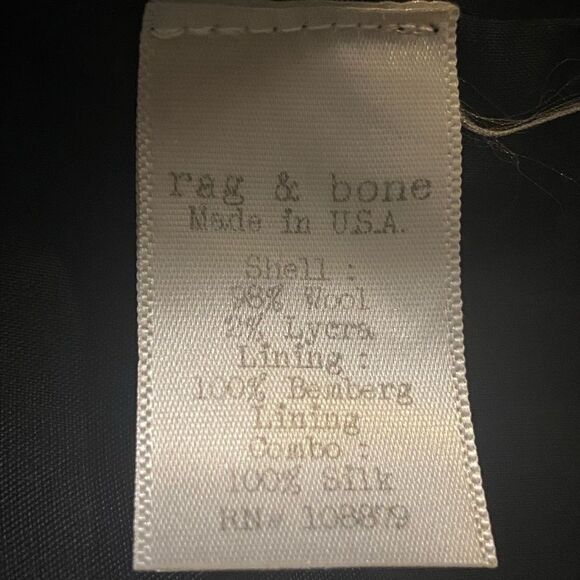 rag & bone
Made in U.S.A.
Shell :
98% Wool
2% Lycra
Lining :
100% Bemberg
Lining
Combo :
100% Silk
RN# 108879